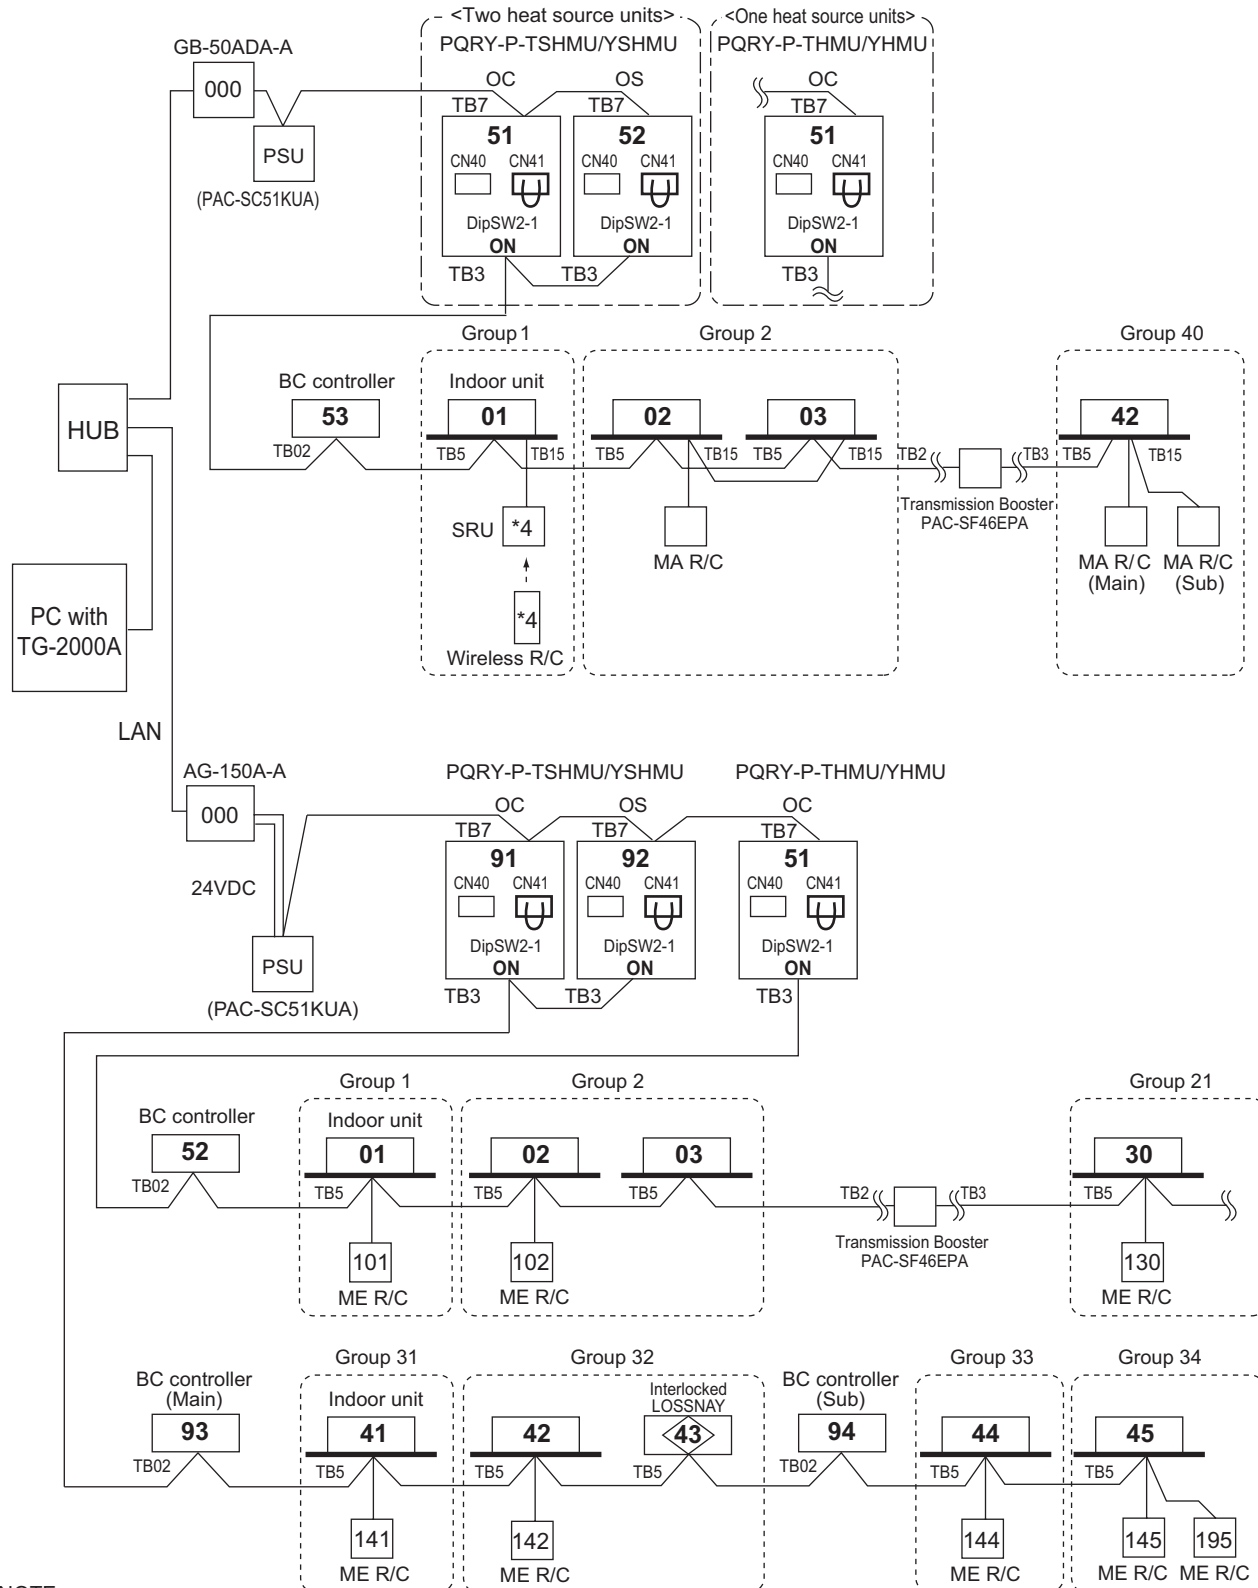 <Two heat source units>
<One heat source units>
PQRY-P-TSHMU/YSHMU
PQRY-P-THMU/YHMU
GB-50ADA-A
000
PSU
(PAC-SC51KUA)
OC
OS
OC
TB7
TB7
TB7
51
52
51
CN40
CN41
CN40
CN41
CN40
CN41
DipSW2-1
DipSW2-1
DipSW2-1
ON
ON
ON
TB3
TB3
TB3
Group 1
Group 2
Group 40
HUB
BC controller
Indoor unit
53
01
02
03
42
TB02
TB5
TB15
TB5
TB15
TB5
TB15
TB2
TB3
TB5
TB15
Transmission Booster
PAC-SF46EPA
SRU
*4
MA R/C
MA R/C
(Main)
MA R/C
(Sub)
*4
Wireless R/C
PC with
TG-2000A
LAN
AG-150A-A
000
24VDC
PSU
(PAC-SC51KUA)
PQRY-P-TSHMU/YSHMU
PQRY-P-THMU/YHMU
OC
OS
OC
TB7
TB7
TB7
91
92
51
CN40
CN41
CN40
CN41
CN40
CN41
DipSW2-1
DipSW2-1
DipSW2-1
ON
ON
ON
TB3
TB3
TB3
Group 1
Group 2
Group 21
BC controller
Indoor unit
52
01
02
03
30
TB02
TB5
TB5
TB5
TB2
TB3
TB5
Transmission Booster
PAC-SF46EPA
101
102
130
ME R/C
ME R/C
ME R/C
Group 31
Group 32
Group 33
Group 34
BC controller
(Main)
Indoor unit
Interlocked
LOSSNAY
BC controller
(Sub)
93
41
42
43
94
44
45
TB02
TB5
TB5
TB5
TB02
TB5
TB5
141
142
144
145
195
ME R/C
ME R/C
ME R/C
ME R/C
ME R/C